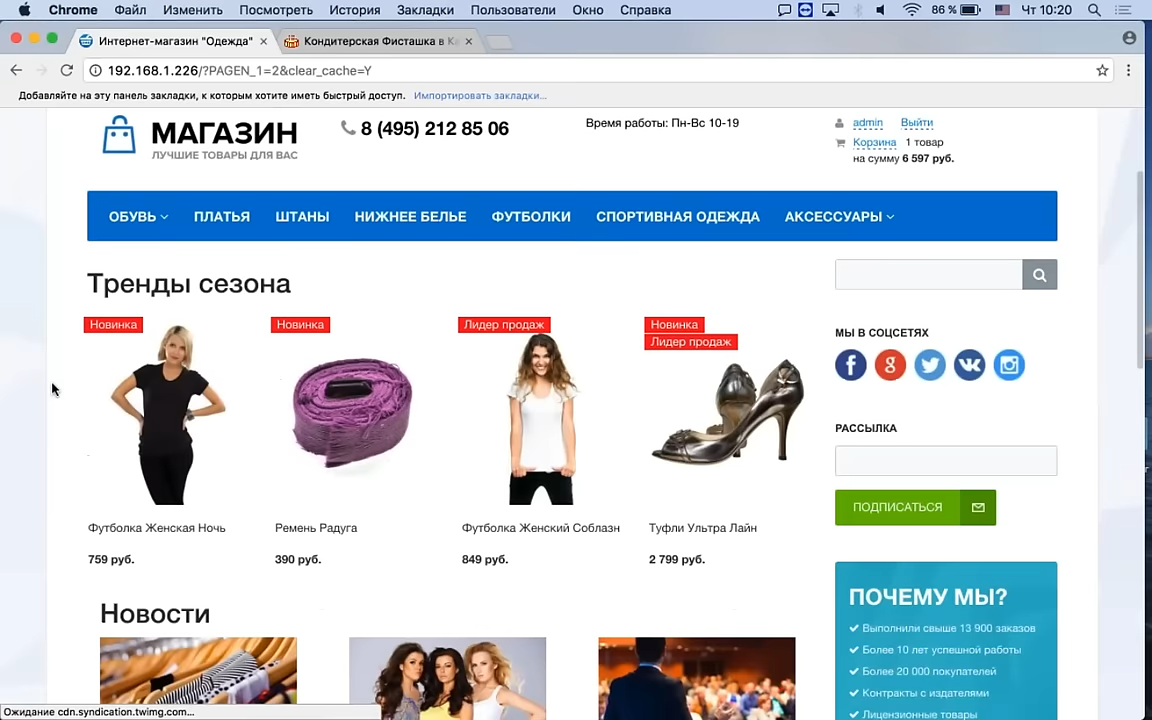 Chrome Файл Изменить Посмотреть История Закладки Пользователи Окно Справка 86 % Чт 10:20
Интернет-магазин "Одежда" Кондитерская Фисташка в
192.168.1.226/?PAGEN_1=2&clear_cache=Y
Добавляйте на эту панель закладки, к которым хотите иметь быстрый доступ. Импортировать закладки...
МАГАЗИН
ЛУЧШИЕ ТОВАРЫ ДЛЯ ВАС
8 (495) 212 85 06
Время работы: Пн-Вс 10-19
admin Выйти
Корзина 1 товар
на сумму 6 597 руб.
ОБУВЬ ПЛАТЬЯ ШТАНЫ НИЖНЕЕ БЕЛЬЕ ФУТБОЛКИ СПОРТИВНАЯ ОДЕЖДА АКСЕССУАРЫ
Тренды сезона
Новинка
Новинка
Лидер продаж
Новинка
Лидер продаж
Футболка Женская Ночь
759 руб.
Ремень Радуга
390 руб.
Футболка Женский Соблазн
849 руб.
Туфли Ультра Лайн
2 799 руб.
Новости
МЫ В СОЦСЕТЯХ
РАССЫЛКА
ПОДПИСАТЬСЯ
ПОЧЕМУ МЫ?
Выполнили свыше 13 900 заказов
Более 10 лет успешной работы
Более 20 000 покупателей
Контракты с издателями
Лицензионные товары
Ожидание cdn.syndication.twimg.com...